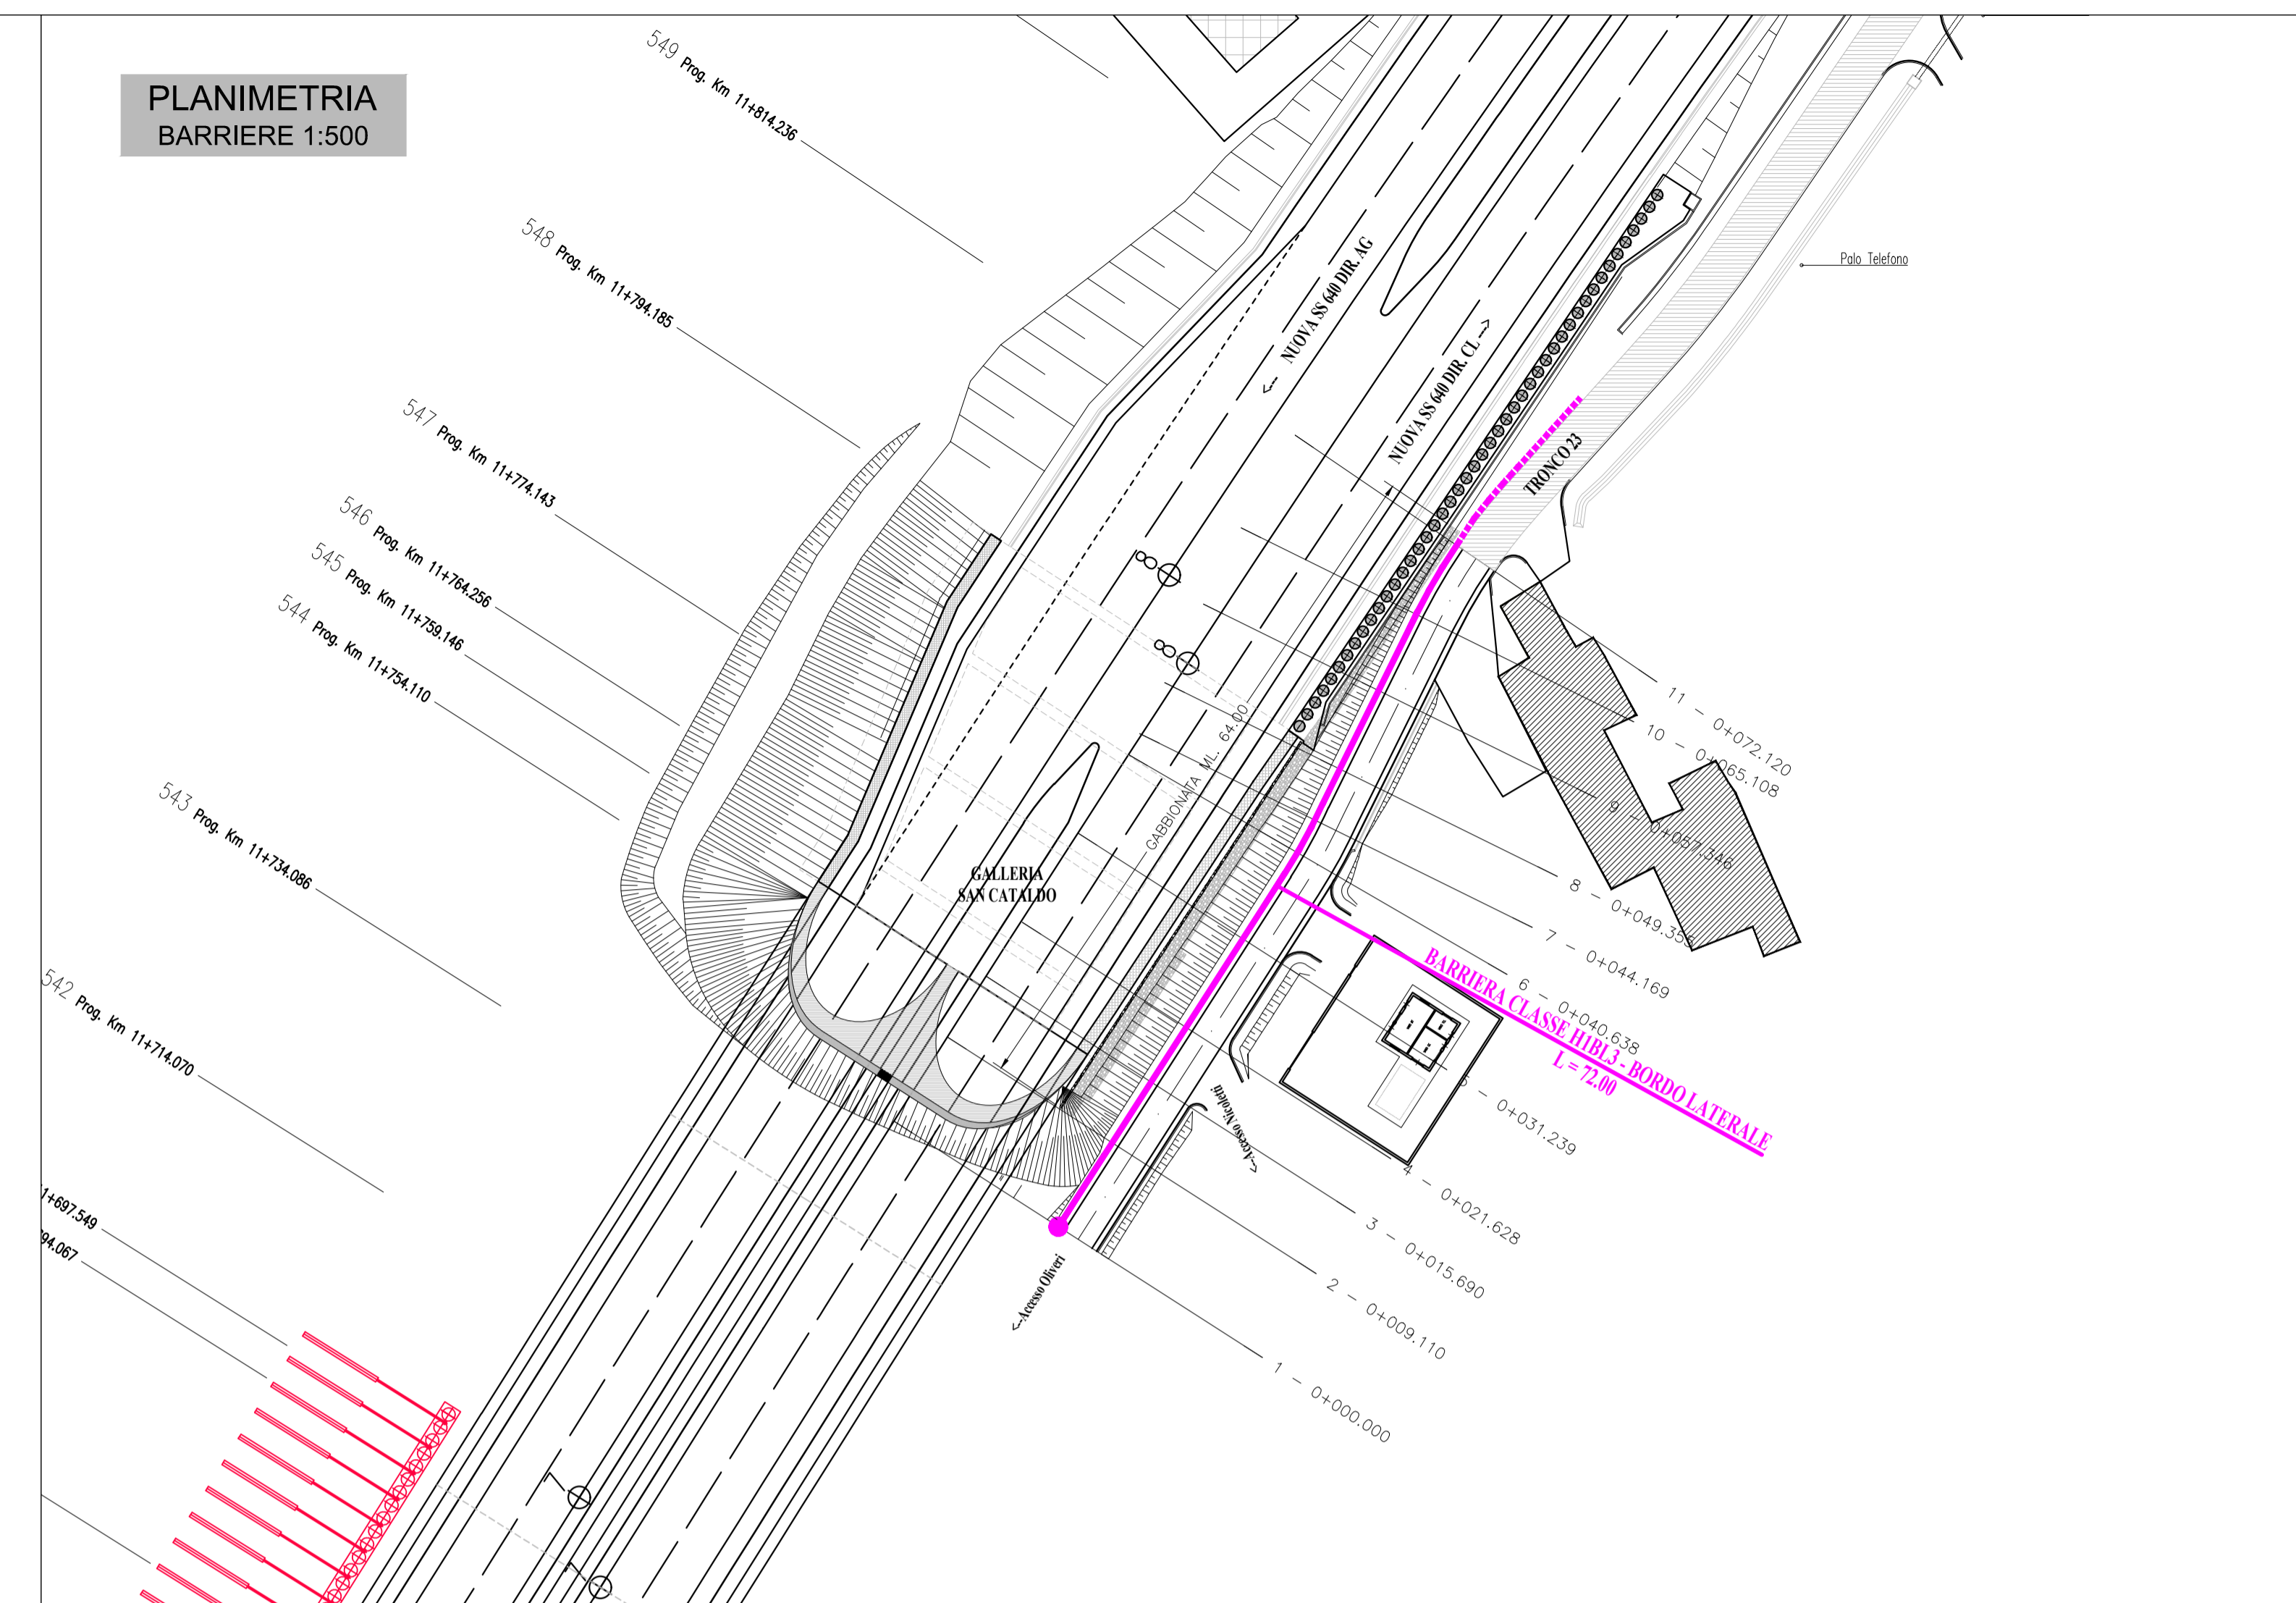 PLANIMETRIA
BARRIERE 1:500
549 Prog. Km 11+814.236
548 Prog. Km 11+794.185
547 Prog. Km 11+774.143
546 Prog. Km 11+764.256
545 Prog. Km 11+759.146
544 Prog. Km 11+754.110
543 Prog. Km 11+734.086
542 Prog. Km 11+714.070
1+697.549
94.067
<--- NUOVA SS 640 DIR. AG
NUOVA SS 640 DIR. CL --->
Palo Telefono
TRONCO 23
8
8
GABBIONATA ML. 64.00
GALLERIA
SAN CATALDO
11 - 0+072.120
10 - 0+065.108
9 - 0+057.346
8 - 0+049.355
7 - 0+044.169
6 - 0+040.638
5 - 0+031.239
4 - 0+021.628
3 - 0+015.690
2 - 0+009.110
1 - 0+000.000
BARRIERA CLASSE H1BL3 - BORDO LATERALE
L = 72.00
<--Accesso Nicoletti-->
<--Accesso Oliveri